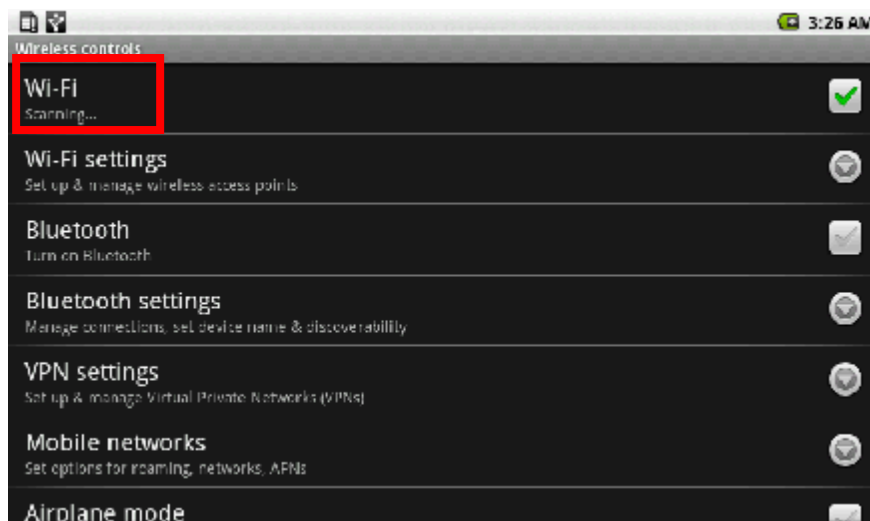 3:26 AM
Wireless controls
Wi-Fi
Scanning...
Wi-Fi settings
Set up & manage wireless access points
Bluetooth
Turn on Bluetooth
Bluetooth settings
Manage connections, set device name & discoverability
VPN settings
Set up & manage Virtual Private Networks (VPNs)
Mobile networks
Set options for roaming, networks, APNs
Airplane mode